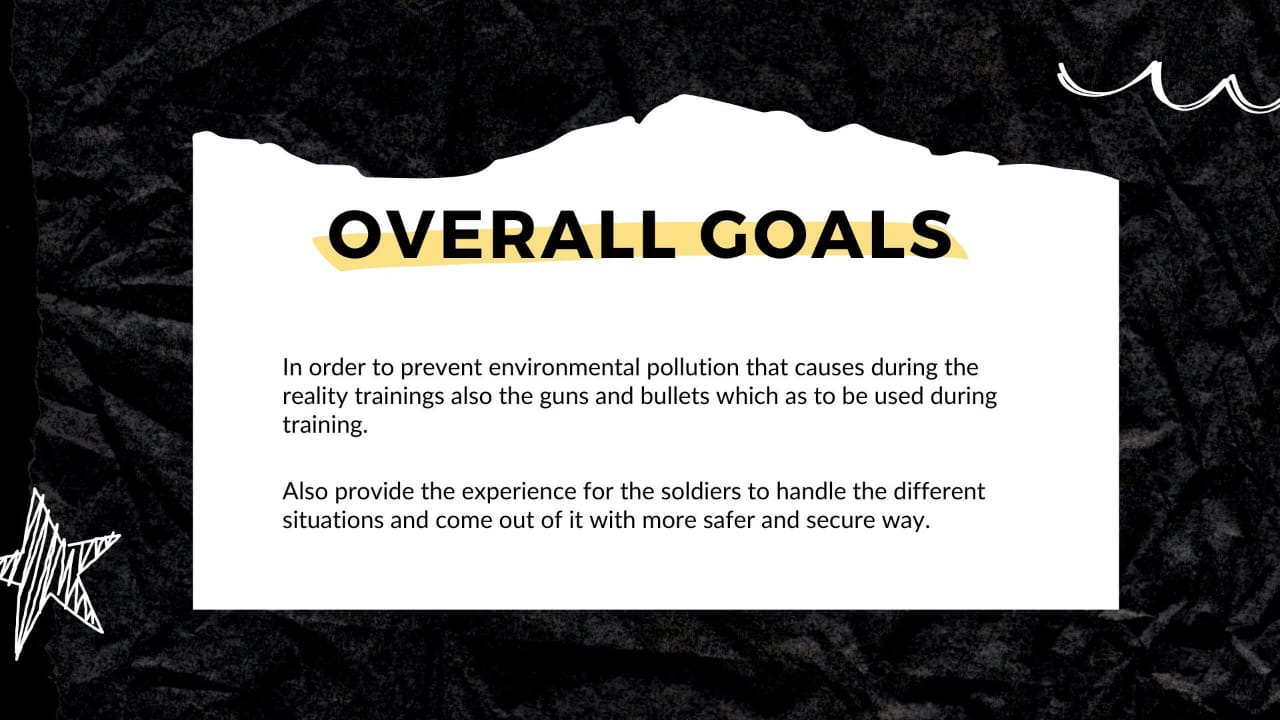 OVERALL GOALS
In order to prevent environmental pollution that causes during the
reality trainings also the guns and bullets which as to be used during
training.
Also provide the experience for the soldiers to handle the different
situations and come out of it with more safer and secure way.